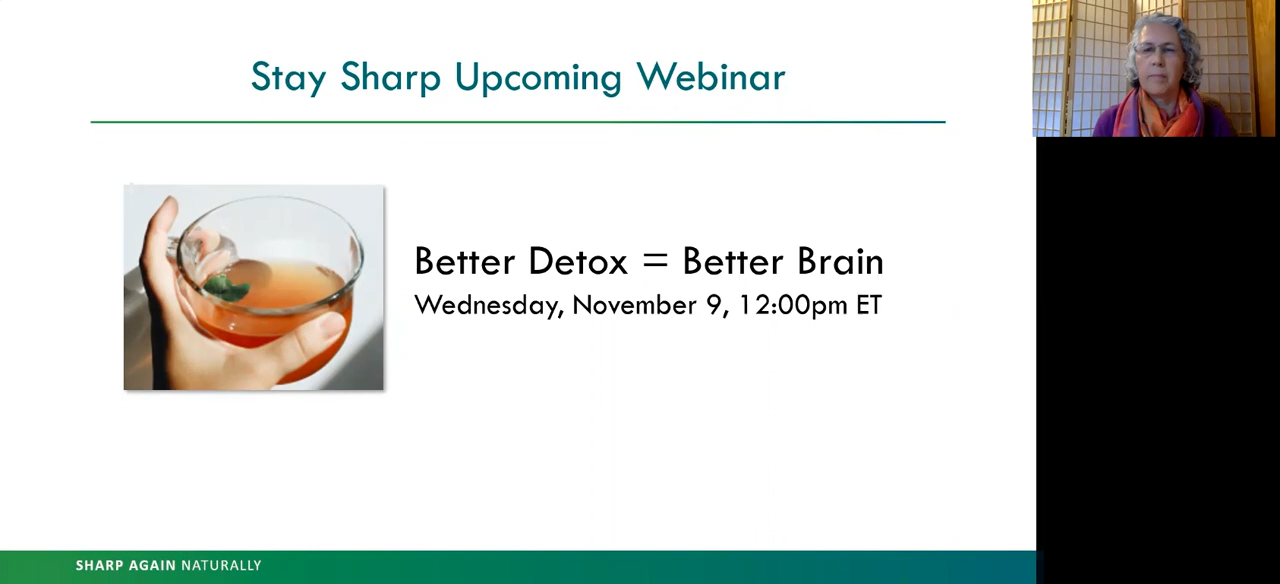 Stay Sharp Upcoming Webinar
Better Detox = Better Brain
Wednesday, November 9, 12:00pm ET
SHARP AGAIN NATURALLY